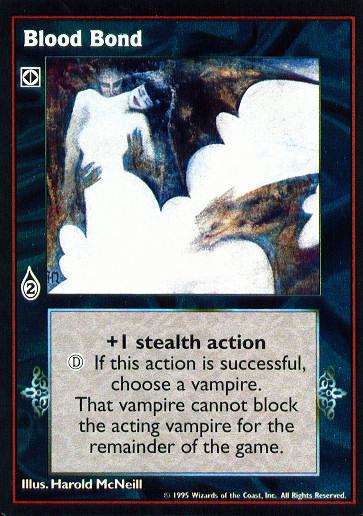 Blood Bond
2
+1 stealth action
Ⓓ If this action is successful,
choose a vampire.
That vampire cannot block
the acting vampire for the
remainder of the game.
Illus. Harold McNeill
© 1995 Wizards of the Coast, Inc. All Rights Reserved.